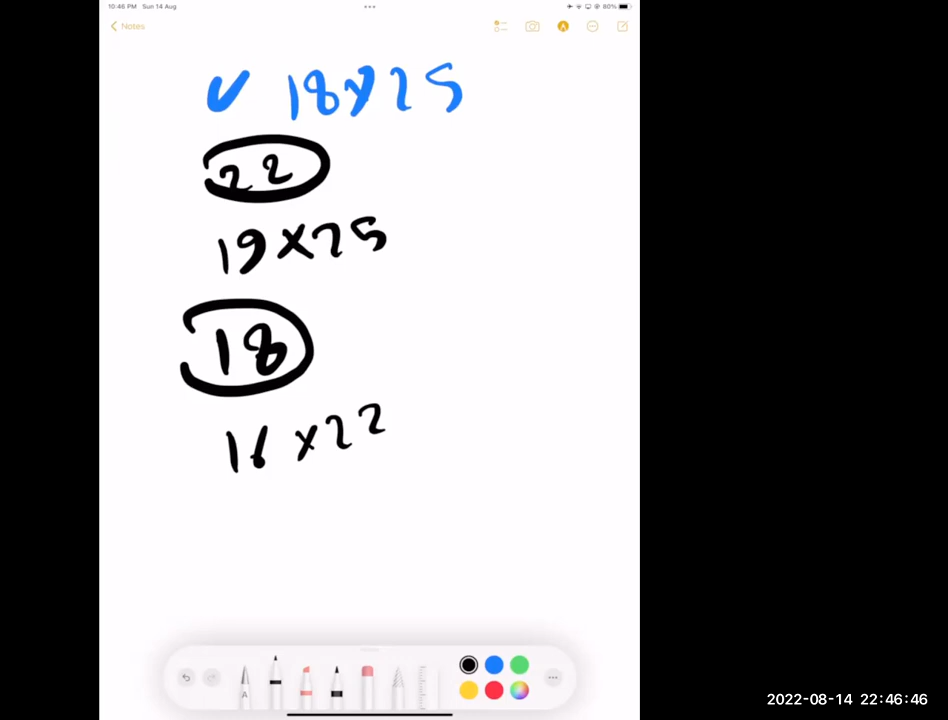 10:46 PM Sun 14 Aug
80%
Notes
✓ 18x25
22
19x25
18
16x22
A
2022-08-14 22:46:46